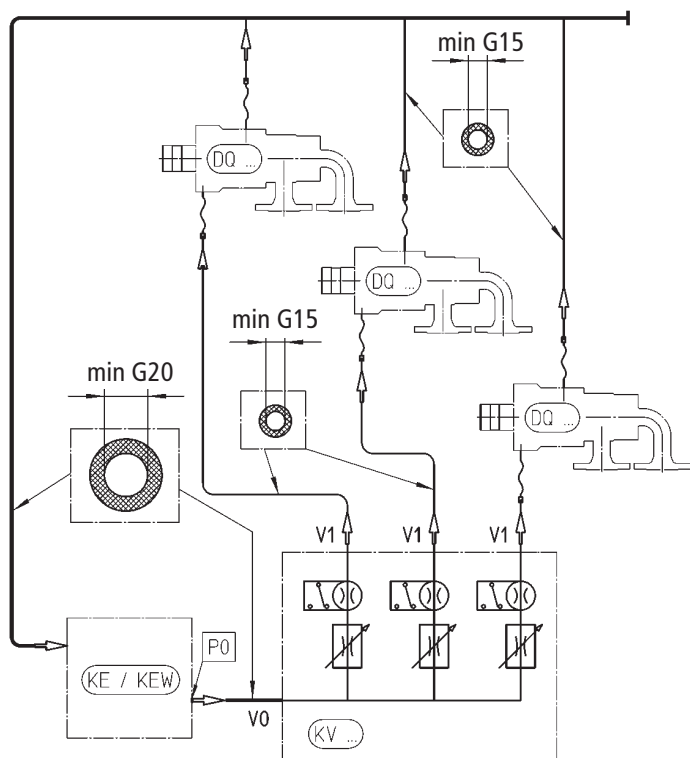 min G15
DQ ...
DQ ...
min G15
min G20
DQ ...
V1
V1
V1
P0
KE / KEW
V0
KV ...